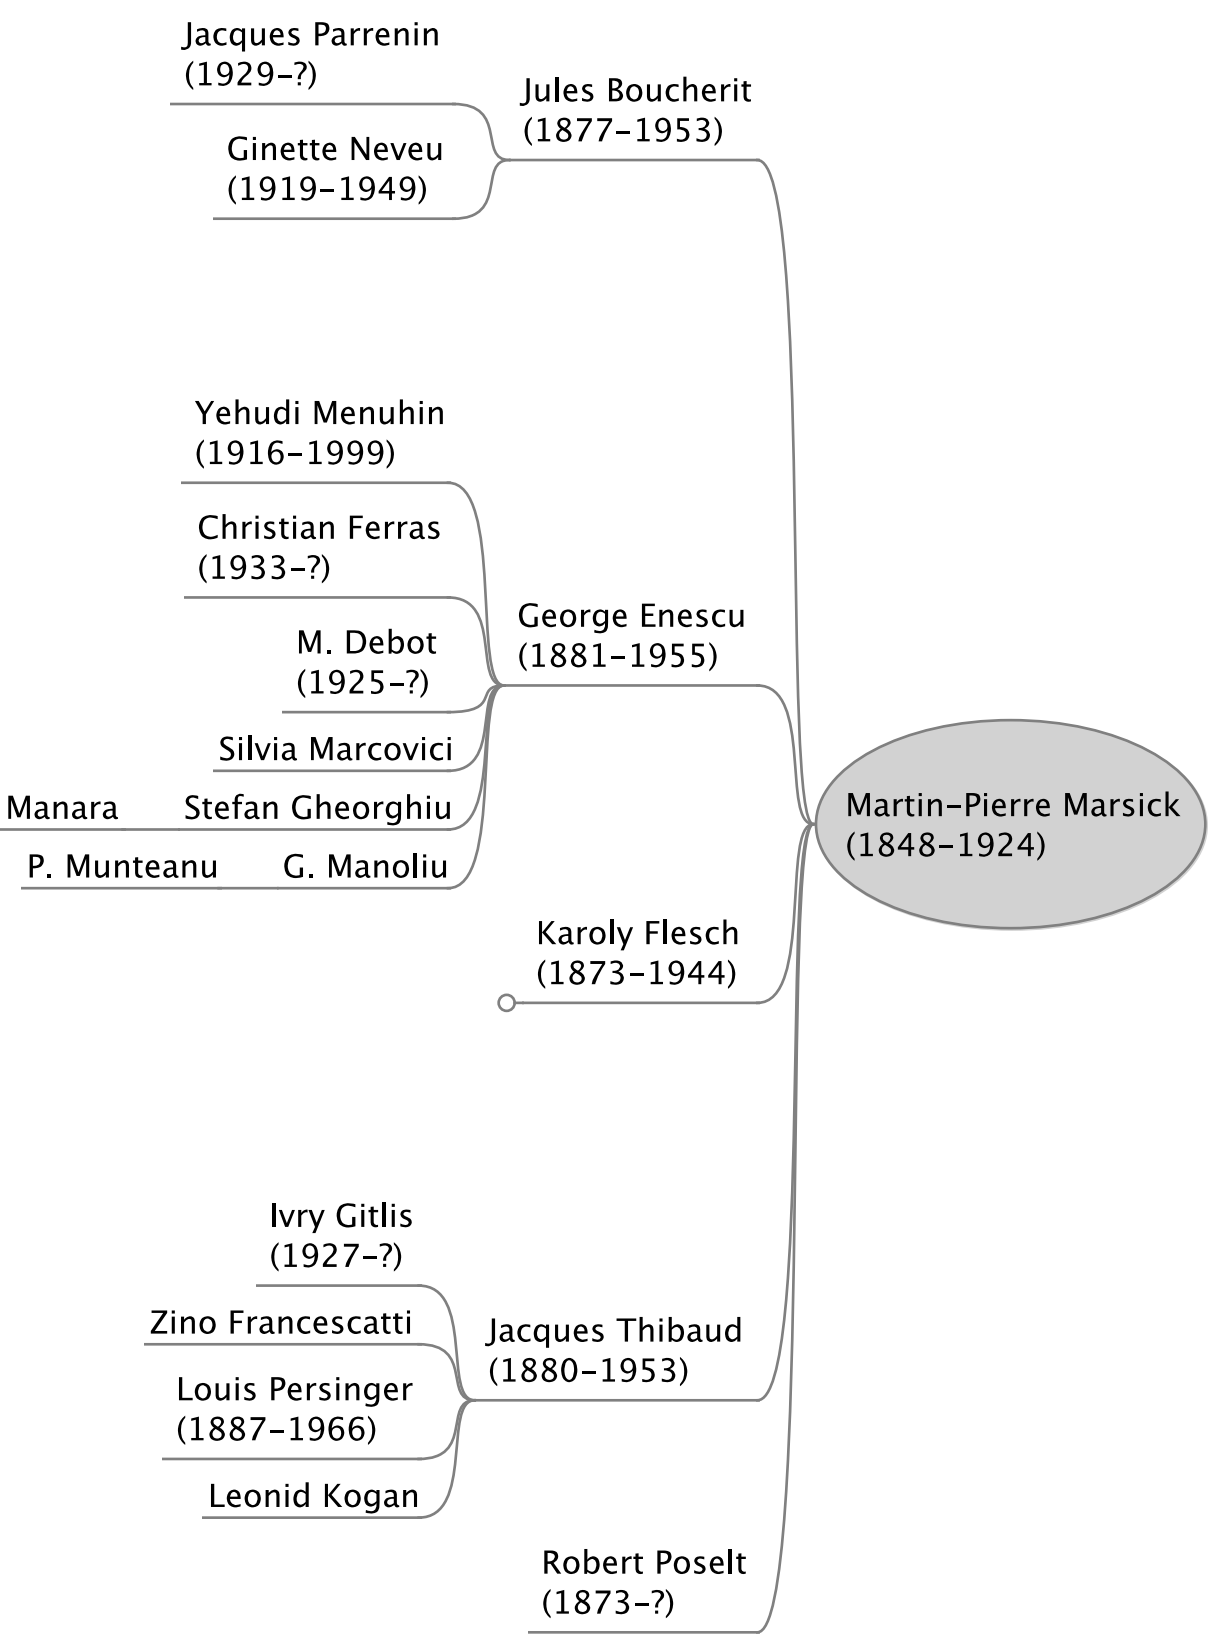 Jacques Parrenin
(1929–?)
Jules Boucherit
(1877–1953)
Ginette Neveu
(1919–1949)
Yehudi Menuhin
(1916–1999)
Christian Ferras
(1933–?)
George Enescu
(1881–1955)
M. Debot
(1925–?)
Silvia Marcovici
Manara
Stefan Gheorghiu
P. Munteanu
G. Manoliu
Martin–Pierre Marsick
(1848–1924)
Karoly Flesch
(1873–1944)
Ivry Gitlis
(1927–?)
Zino Francescatti
Jacques Thibaud
(1880–1953)
Louis Persinger
(1887–1966)
Leonid Kogan
Robert Poselt
(1873–?)